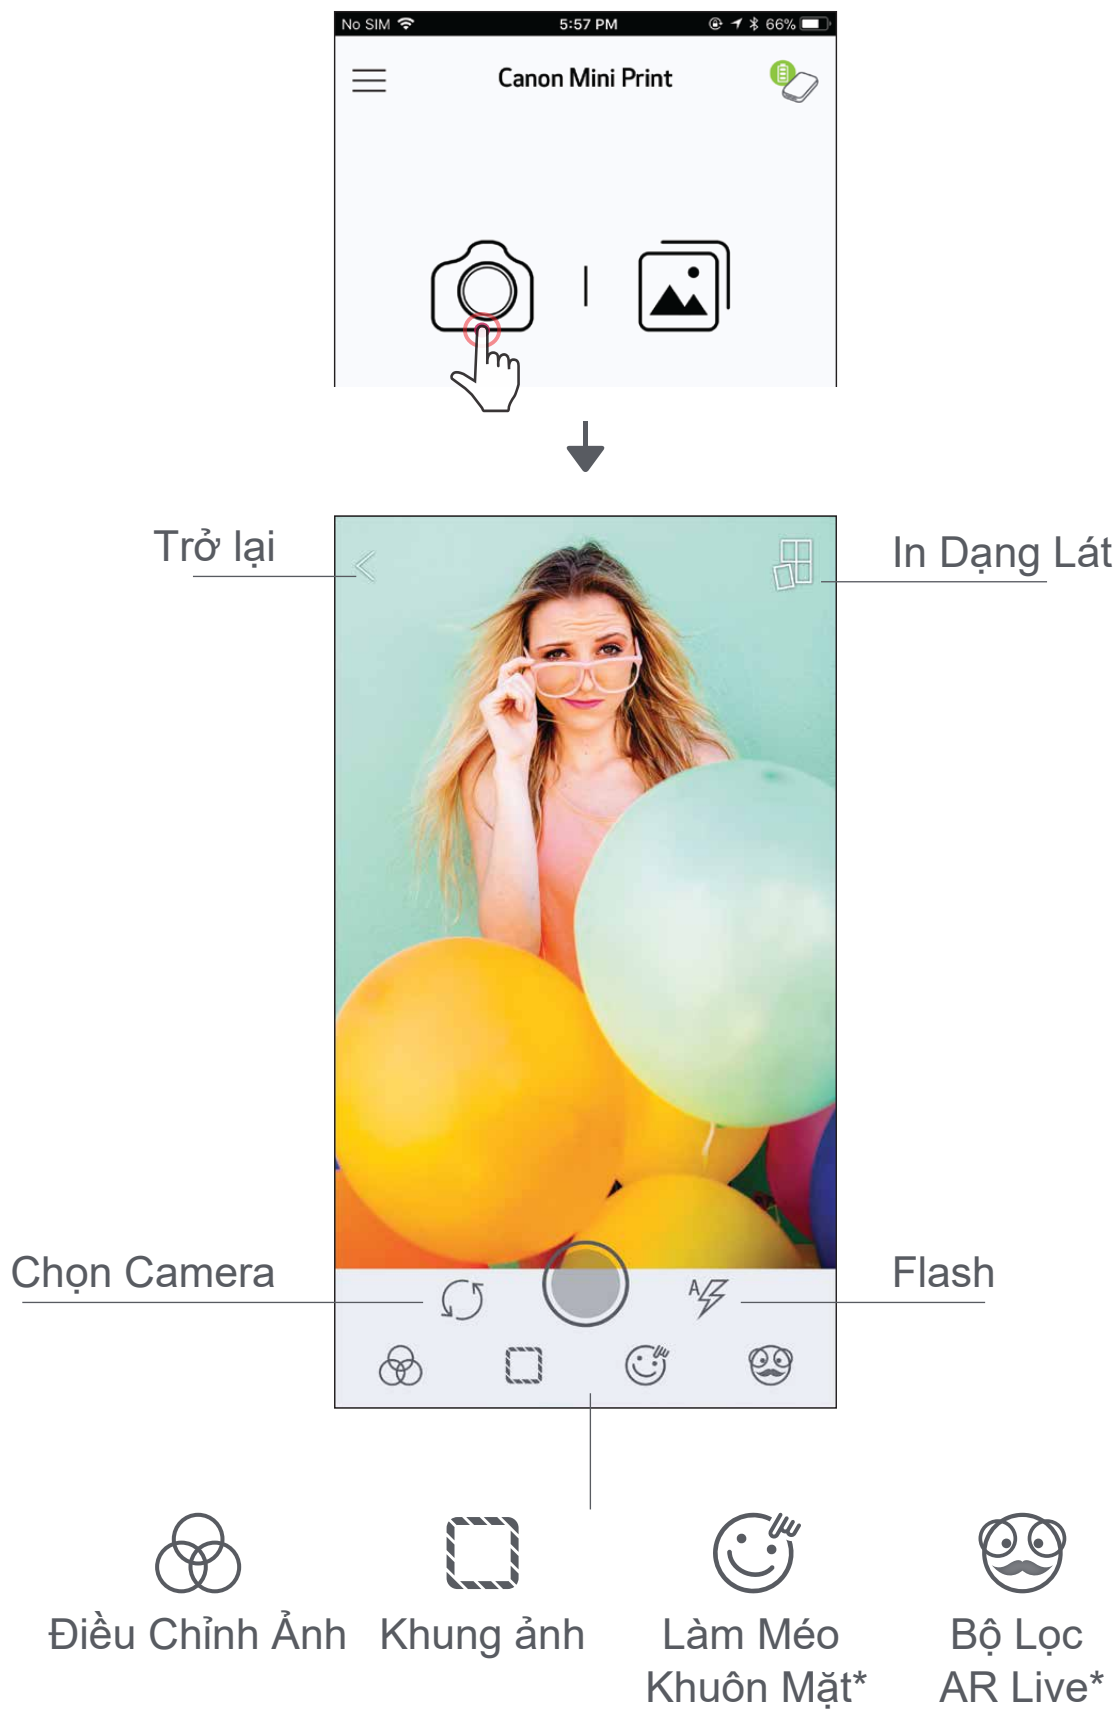 No SIM 5:57 PM 66%
Canon Mini Print
Trở lại
In Dạng Lát
Chọn Camera
Flash
A
Điều Chỉnh Ảnh
Khung ảnh
Làm Méo
Khuôn Mặt*
Bộ Lọc
AR Live*